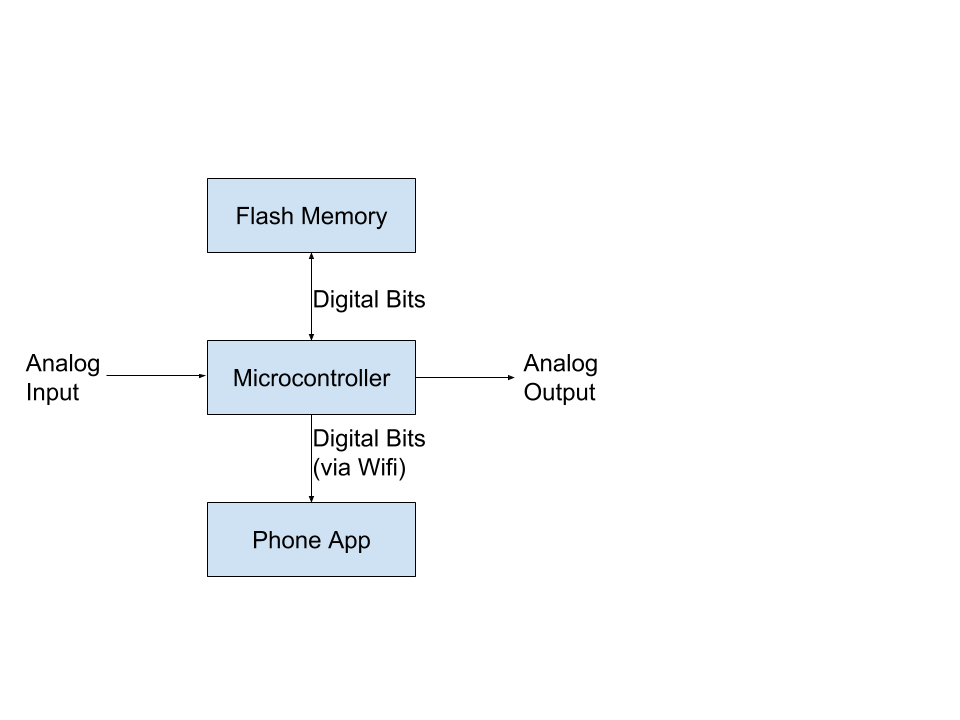 Flash Memory
Digital Bits
Analog
Input
Microcontroller
Analog
Output
Digital Bits
(via Wifi)
Phone App